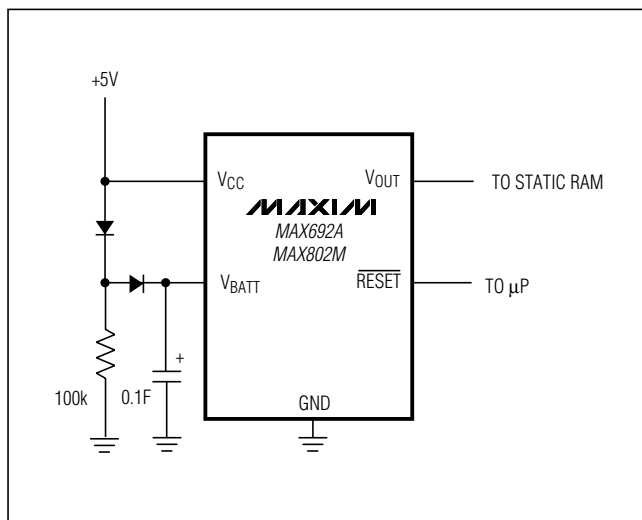 +5V
VCC
VOUT
TO STATIC RAM
MAXIM
MAX692A
MAX802M
VBATT
RESET
TO µP
+
100k
0.1F
GND